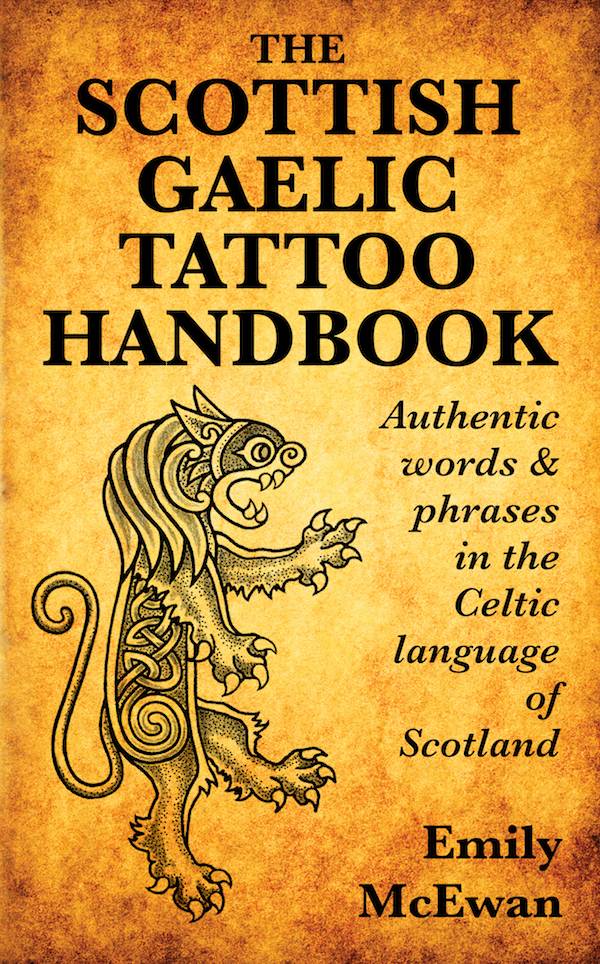 THE
SCOTTISH
GAELIC
TATTOO
HANDBOOK
Authentic
words &
phrases
in the
Celtic
language
of
Scotland
Emily
McEwan